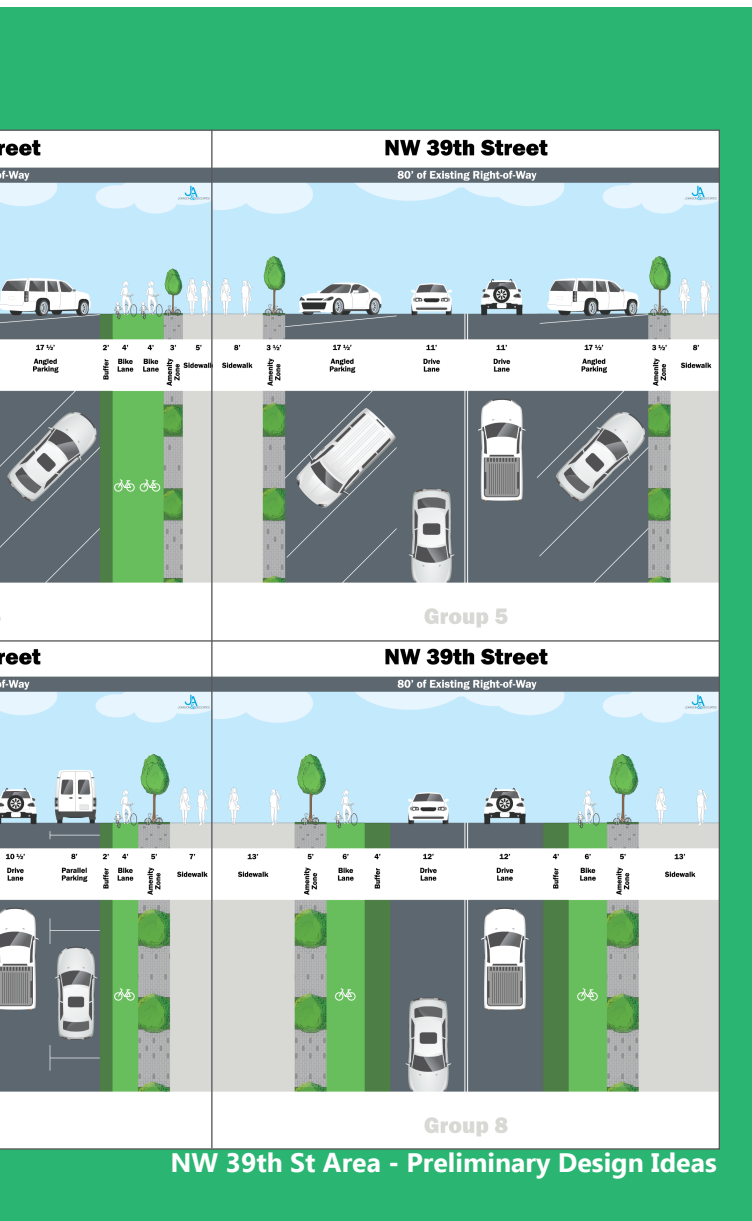 reet
of-Way
17 ½'
2'
4'
4'
3'
5'
Angled
Parking
Buffer
Bike
Lane
Bike
Lane
Amenity
Zone
Sidewalk
NW 39th Street
80' of Existing Right-of-Way
JA
8'
3 ½'
17 ½'
11'
11'
17 ½'
3 ½'
8'
Sidewalk
Amenity
Zone
Angled
Parking
Drive
Lane
Drive
Lane
Angled
Parking
Amenity
Zone
Sidewalk
Group 5
reet
of-Way
10 ½'
8'
2'
4'
5'
7'
Drive
Lane
Parallel
Parking
Buffer
Bike
Lane
Amenity
Zone
Sidewalk
NW 39th Street
80' of Existing Right-of-Way
JA
13'
5'
6'
4'
12'
12'
4'
6'
5'
13'
Sidewalk
Amenity
Zone
Bike
Lane
Buffer
Drive
Lane
Drive
Lane
Buffer
Bike
Lane
Amenity
Zone
Sidewalk
Group 8
NW 39th St Area - Preliminary Design Ideas